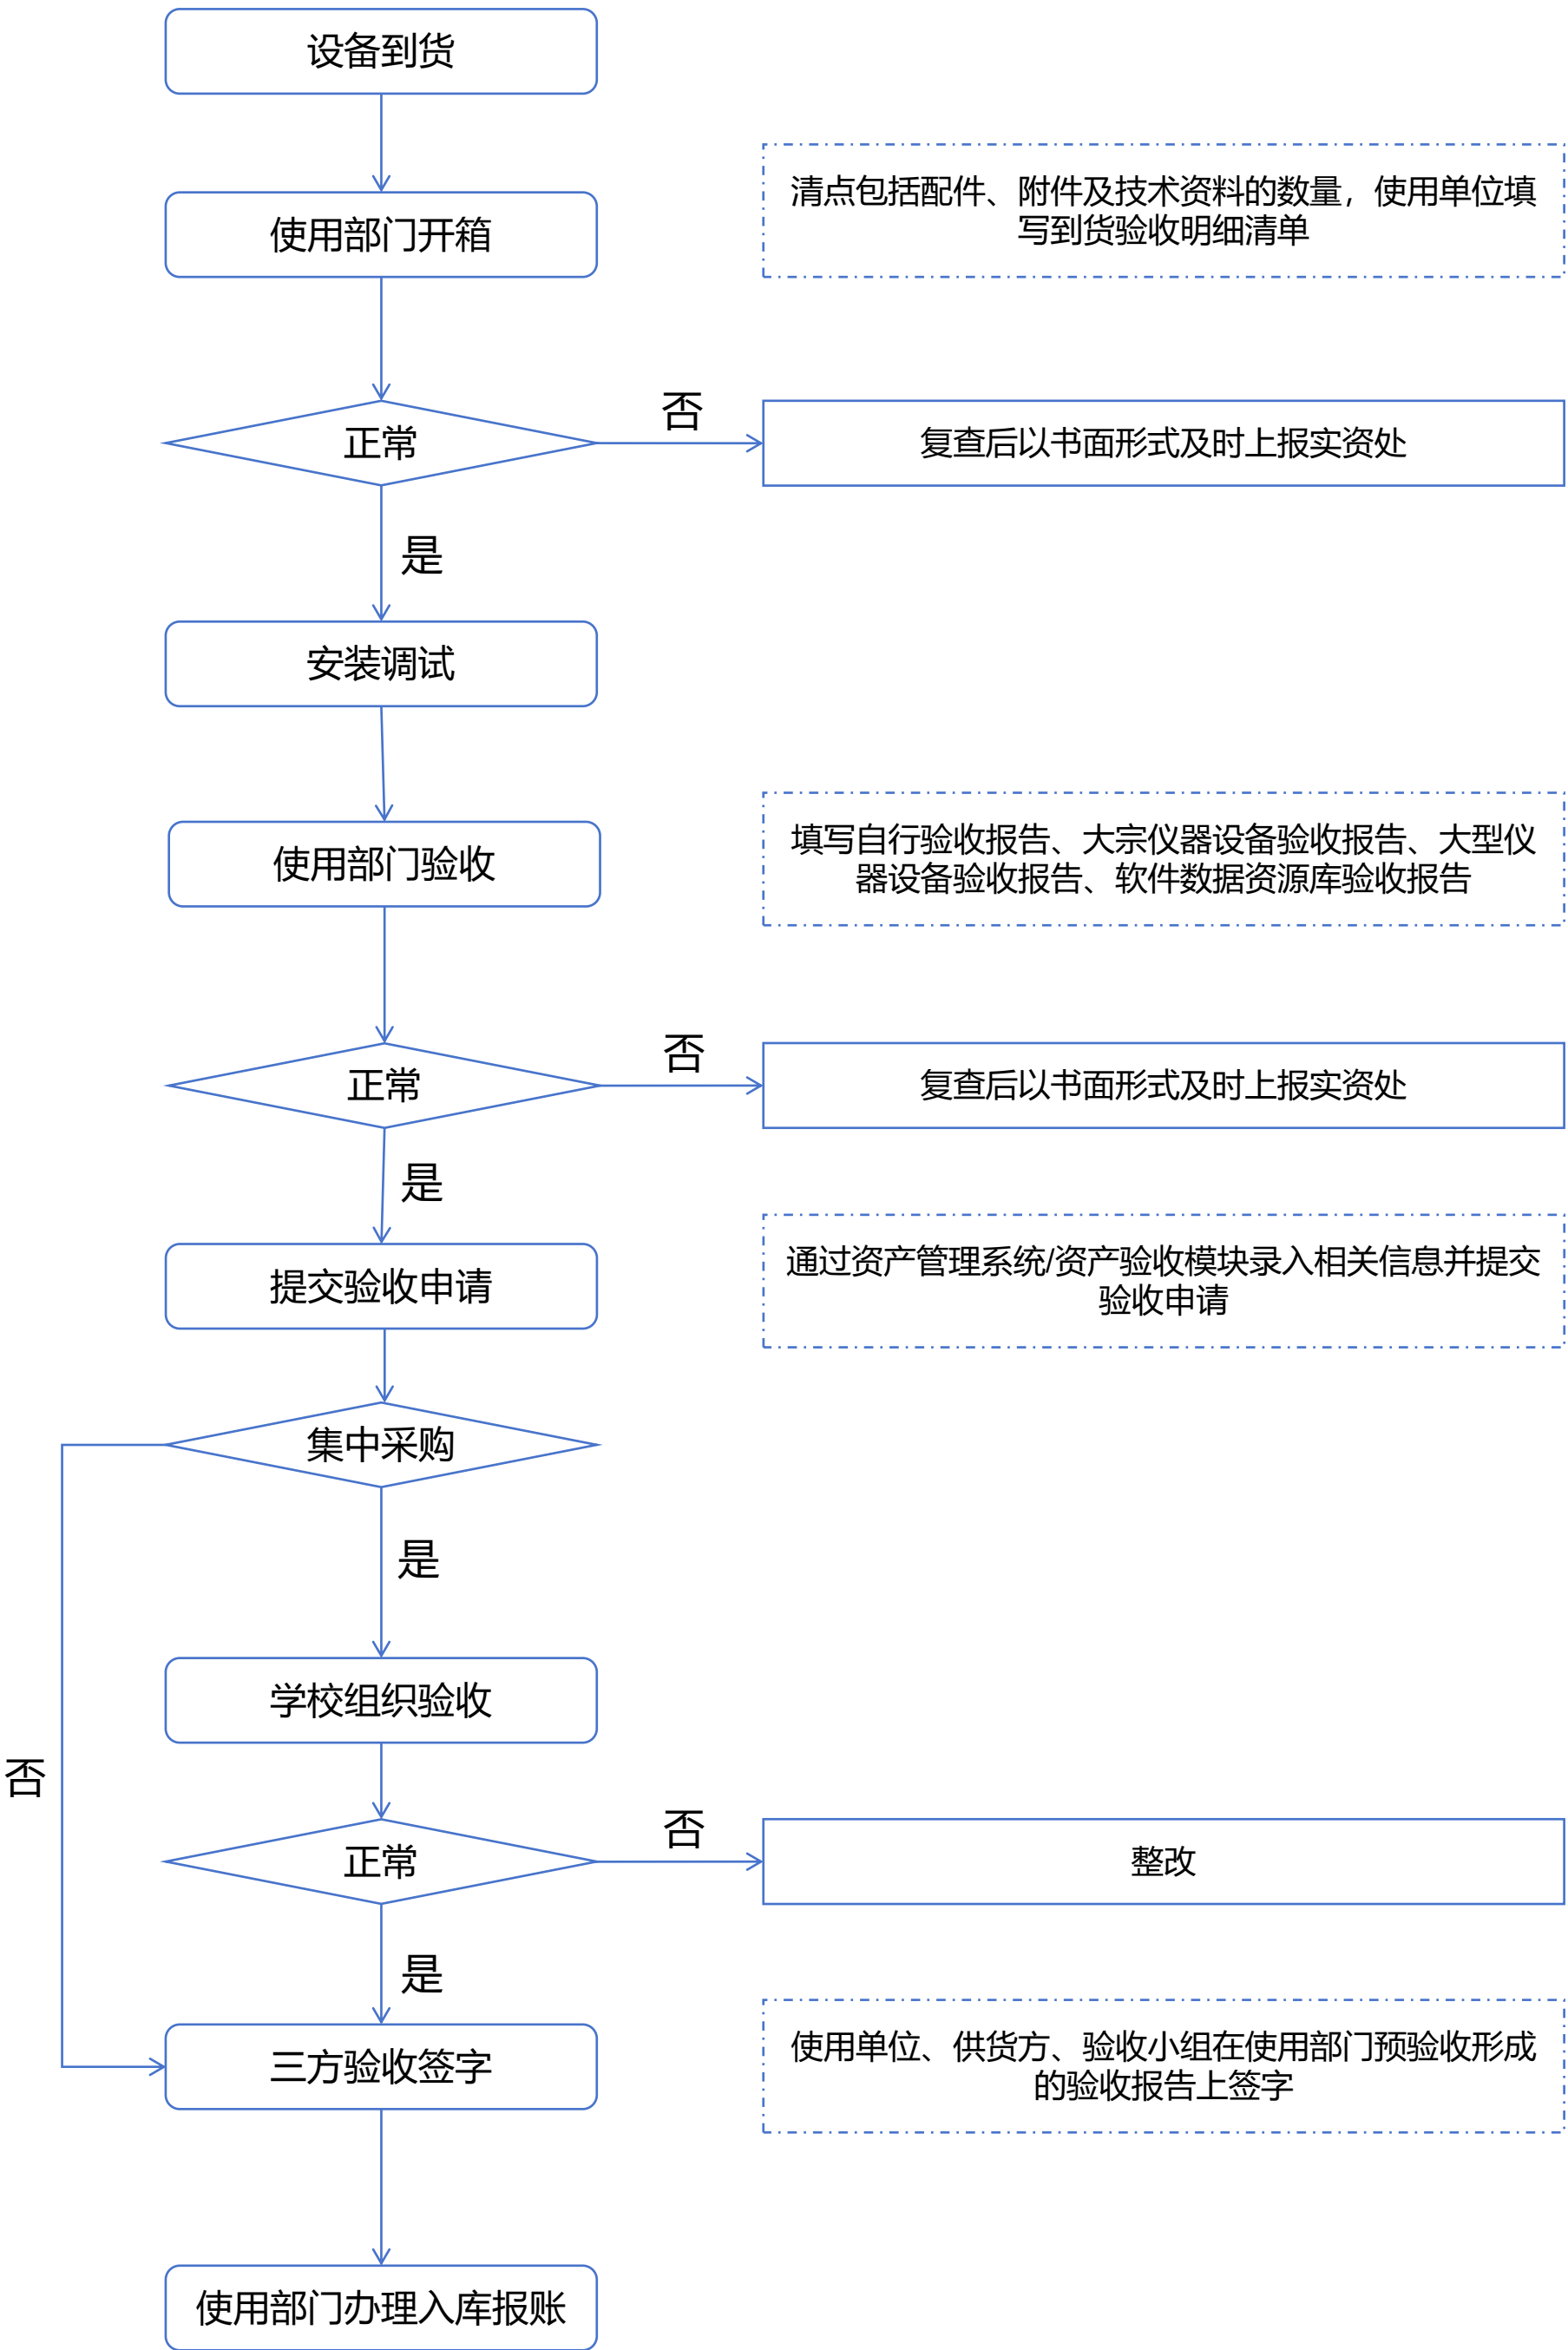 设备到货
清点包括配件、附件及技术资料的数量，使用单位填
写到货验收明细清单
使用部门开箱
正常
否
复查后以书面形式及时上报实资处
是
安装调试
填写自行验收报告、大宗仪器设备验收报告、大型仪
器设备验收报告、软件数据资源库验收报告
使用部门验收
正常
否
复查后以书面形式及时上报实资处
是
提交验收申请
通过资产管理系统/资产验收模块录入相关信息并提交
验收申请
集中采购
是
学校组织验收
否
正常
否
整改
是
三方验收签字
使用单位、供货方、验收小组在使用部门预验收形成
的验收报告上签字
使用部门办理入库报账